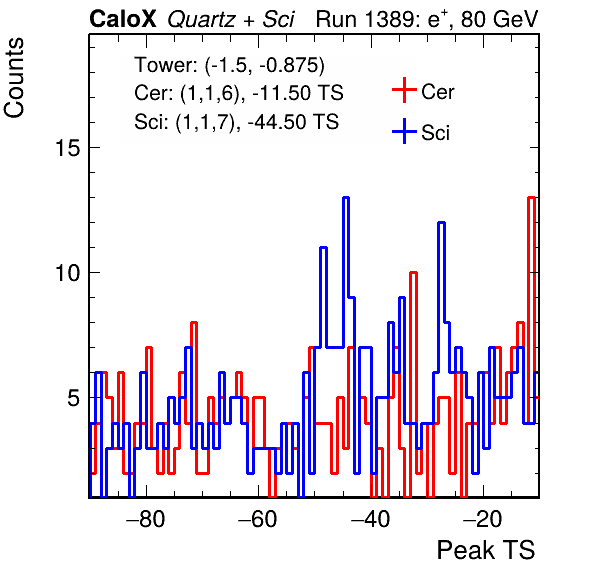 CaloX Quartz + Sci Run 1389: e⁺, 80 GeV
Counts
Tower: (-1.5, -0.875)
Cer: (1,1,6), -11.50 TS
Sci: (1,1,7), -44.50 TS
Cer
Sci
15
10
5
−80 −60 −40 −20
Peak TS